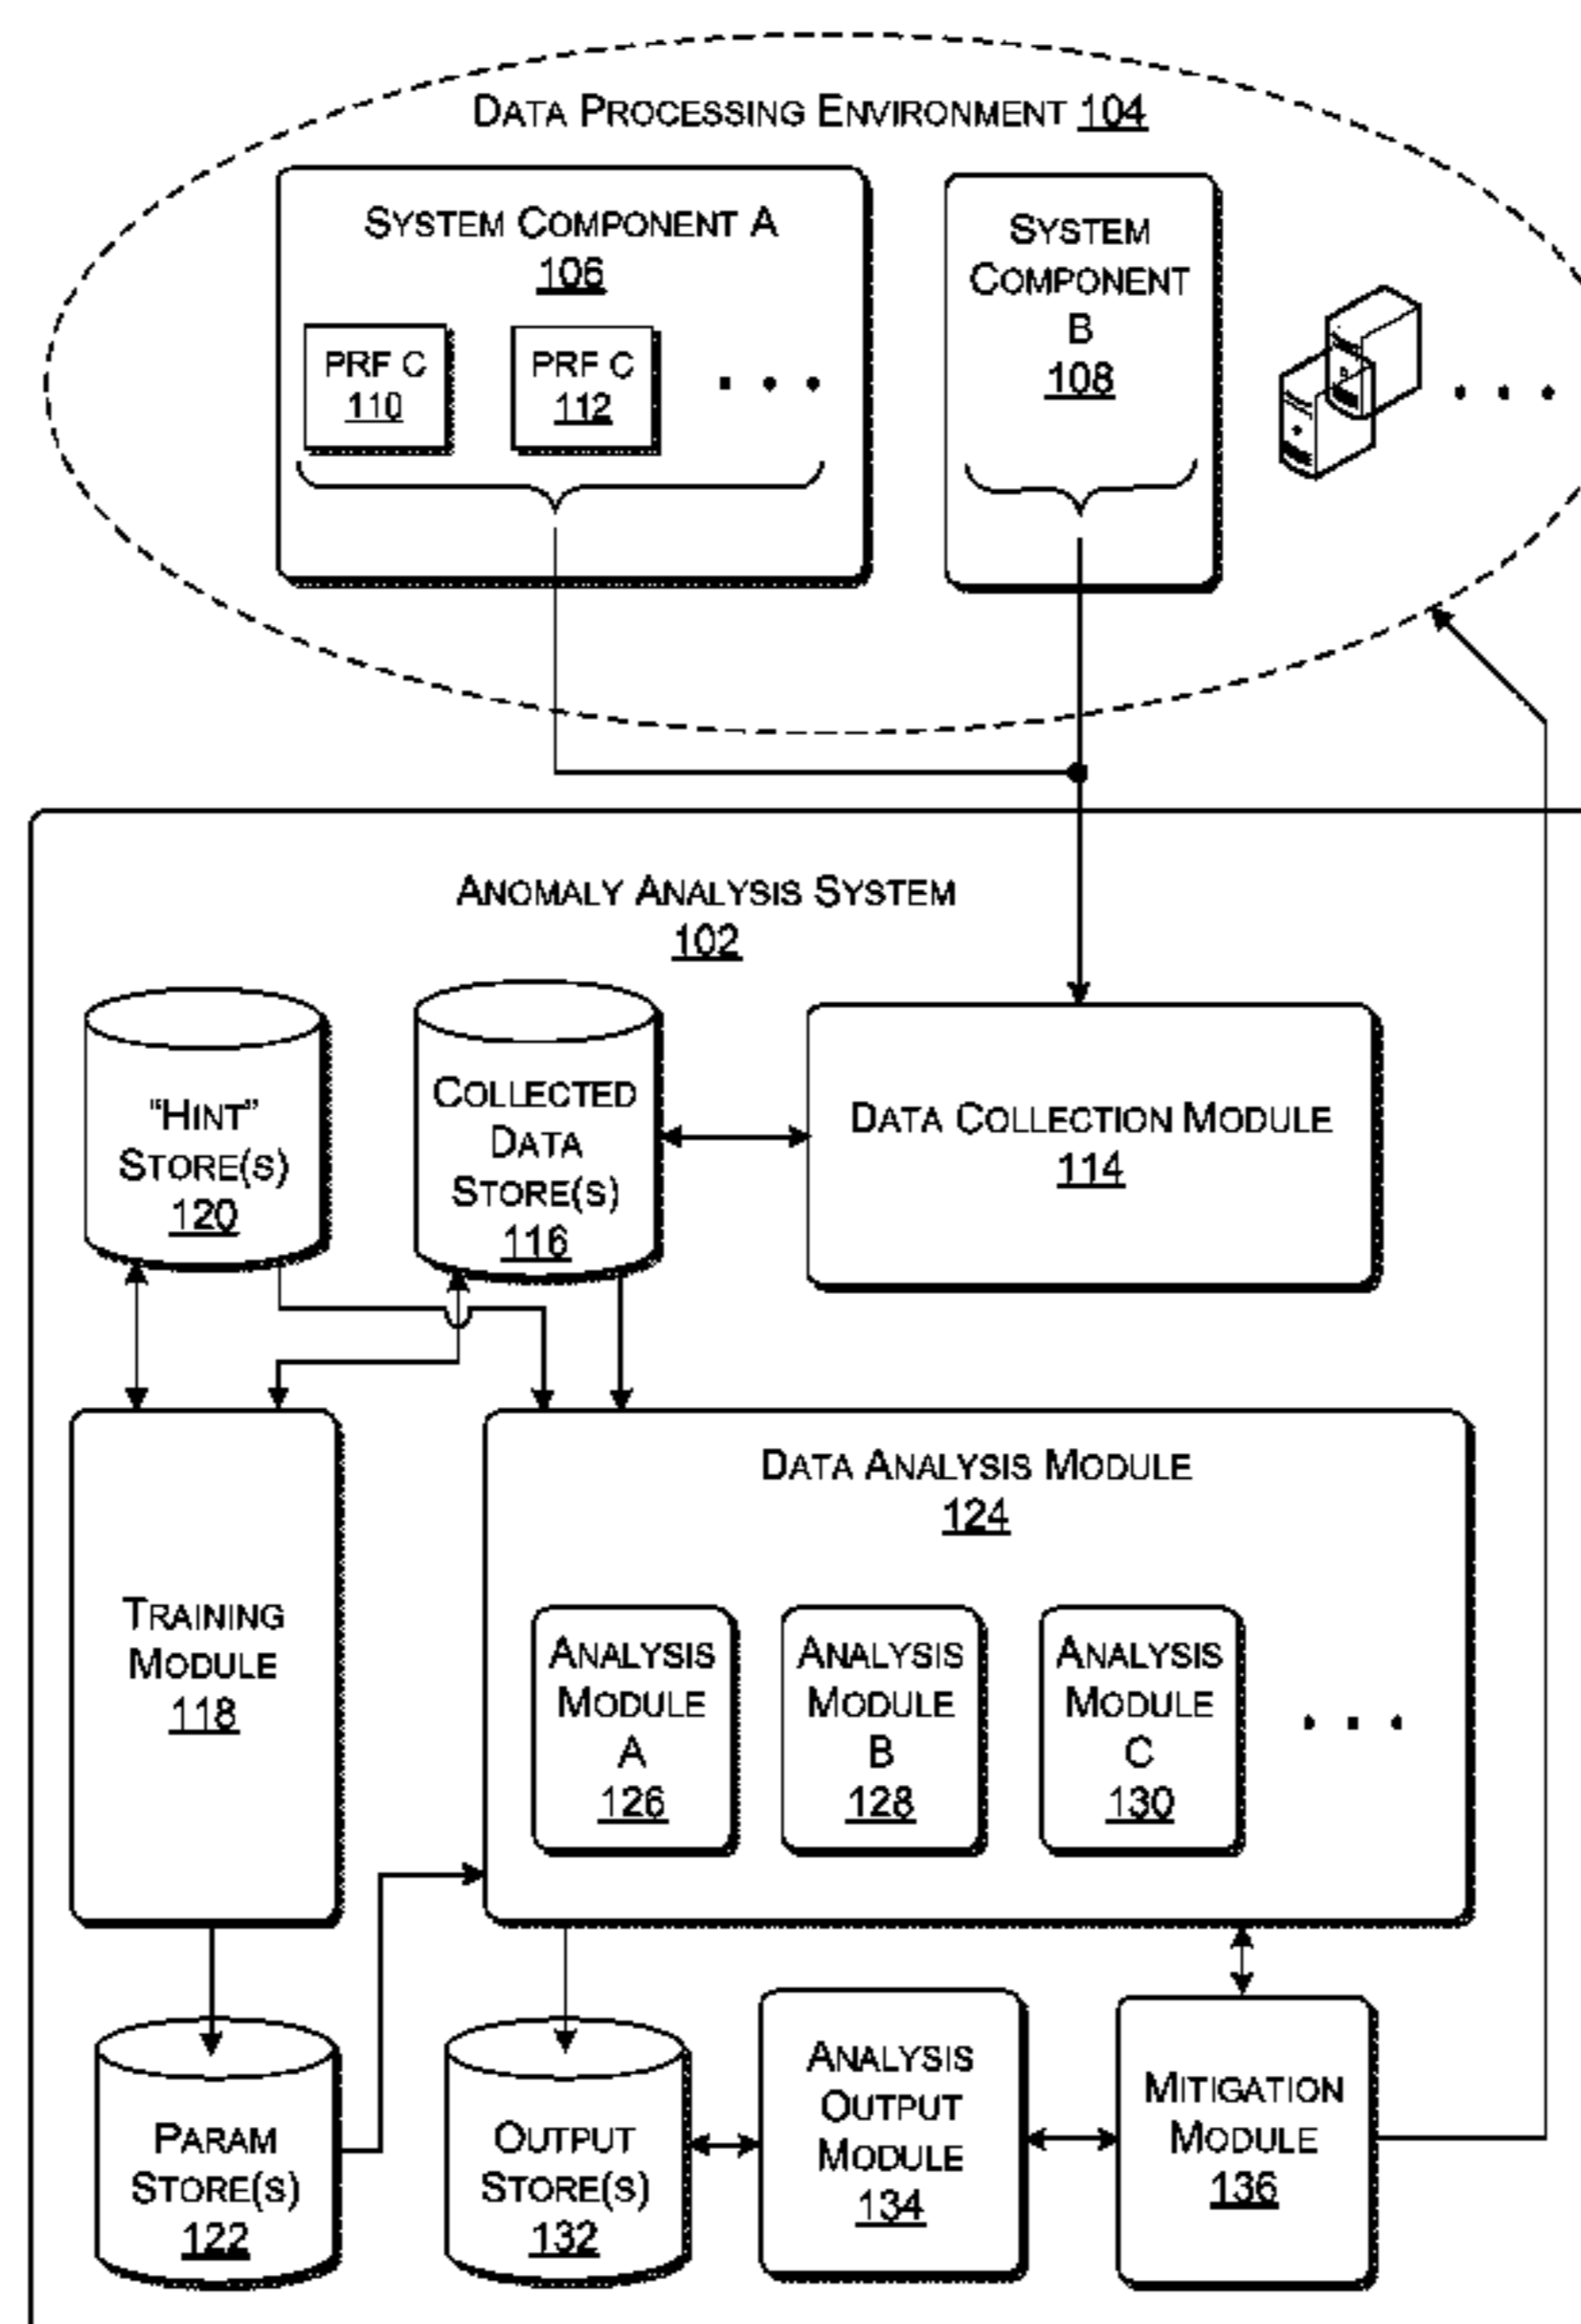 DATA PROCESSING ENVIRONMENT 104
SYSTEM COMPONENT A
106
PRF C
110
PRF C
112
SYSTEM
COMPONENT
B
108
ANOMALY ANALYSIS SYSTEM
102
“HINT”
STORE(S)
120
COLLECTED
DATA
STORE(S)
116
DATA COLLECTION MODULE
114
TRAINING
MODULE
118
DATA ANALYSIS MODULE
124
ANALYSIS
MODULE
A
126
ANALYSIS
MODULE
B
128
ANALYSIS
MODULE
C
130
PARAM
STORE(S)
122
OUTPUT
STORE(S)
132
ANALYSIS
OUTPUT
MODULE
134
MITIGATION
MODULE
136